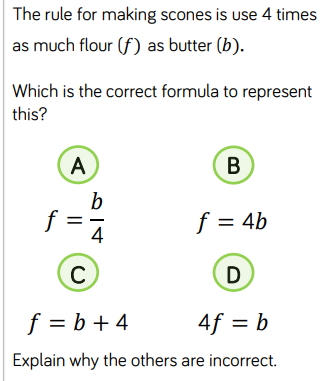 The rule for making scones is use 4 times
as much flour (f) as butter (b).
Which is the correct formula to represent
this?
A B
f = b/4 f = 4b
C D
f = b + 4 4f = b
Explain why the others are incorrect.